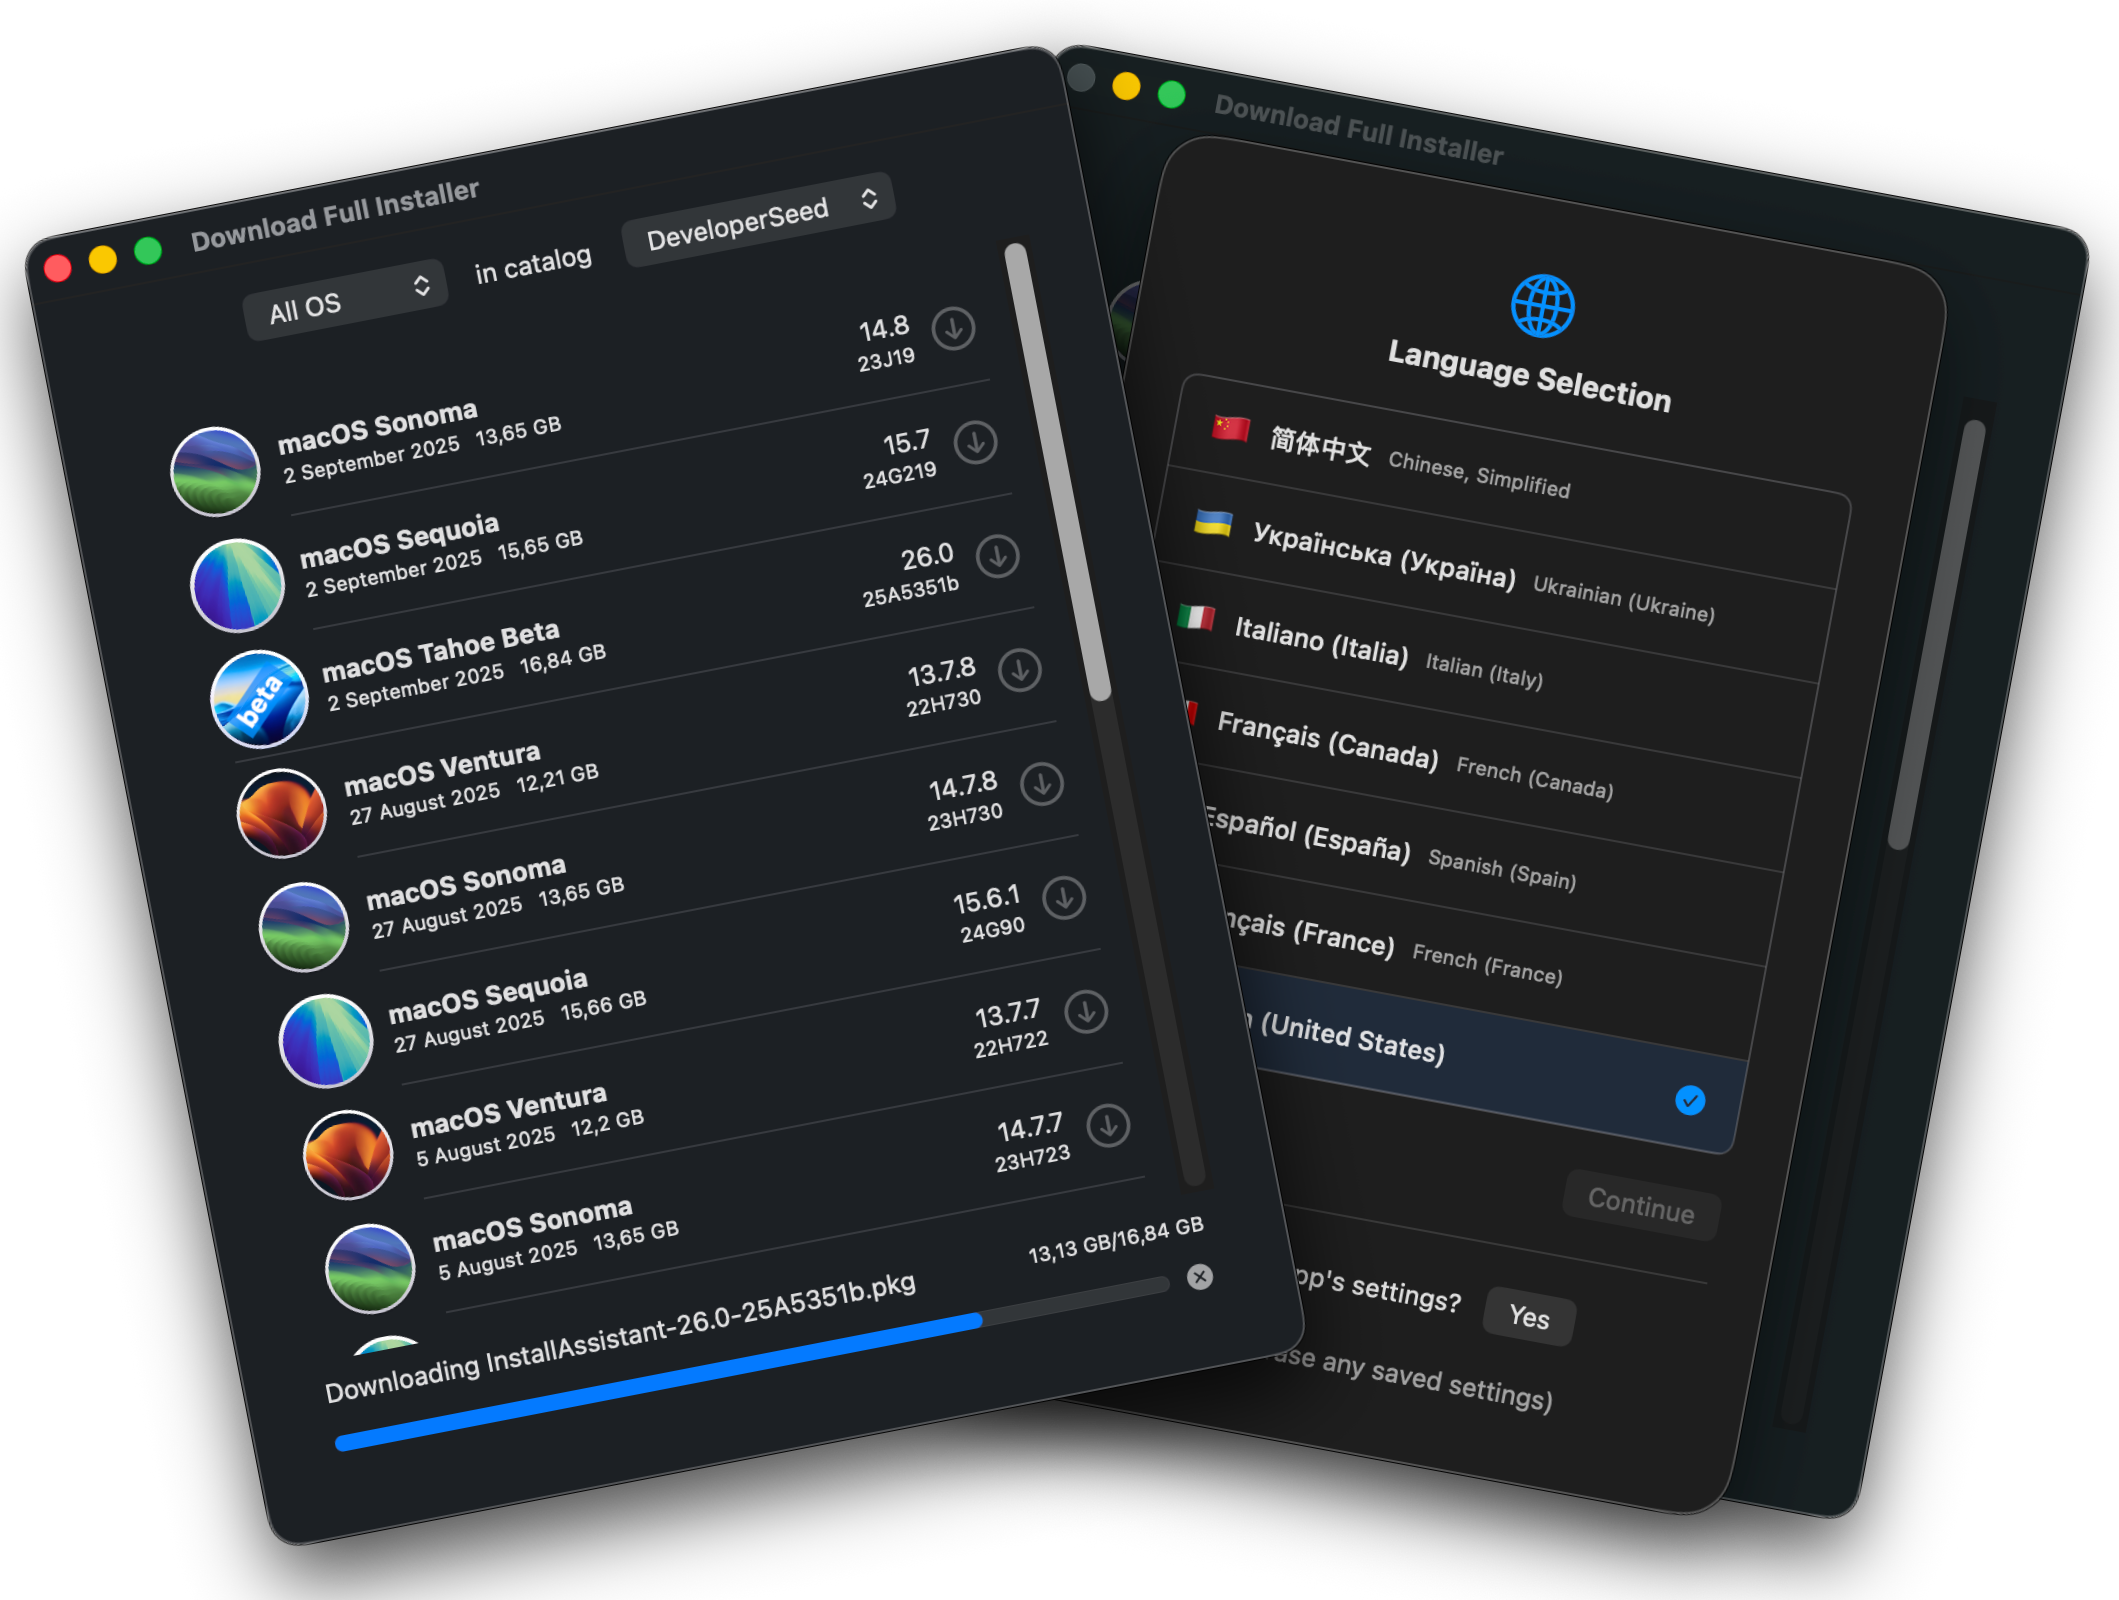 Download Full Installer
All OS in catalog DeveloperSeed
macOS Sonoma 14.8
2 September 2025 13,65 GB 23J19
macOS Sequoia 15.7
2 September 2025 15,65 GB 24G219
macOS Tahoe Beta 26.0
2 September 2025 16,84 GB 25A5351b
beta
macOS Ventura 13.7.8
27 August 2025 12,21 GB 22H730
macOS Sonoma 14.7.8
27 August 2025 13,65 GB 23H730
macOS Sequoia 15.6.1
27 August 2025 15,66 GB 24G90
macOS Ventura 13.7.7
5 August 2025 12,2 GB 22H722
macOS Sonoma 14.7.7
5 August 2025 13,65 GB 23H723
Downloading InstallAssistant-26.0-25A5351b.pkg 13,13 GB/16,84 GB
Download Full Installer
Language Selection
简体中文 Chinese, Simplified
Українська (Україна) Ukrainian (Ukraine)
Italiano (Italia) Italian (Italy)
Français (Canada) French (Canada)
Español (España) Spanish (Spain)
(France) French (France)
(United States)
Continue
settings? Yes
any saved settings)